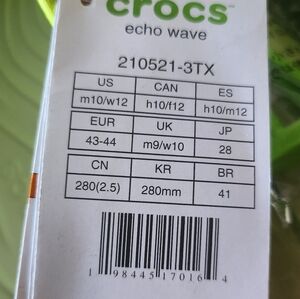 crocs™
echo wave
210521-3TX
US CAN ES
m10/w12 h10/f12 h10/m12
EUR UK JP
43-44 m9/w10 28
CN KR BR
280(2.5) 280mm 41
1 98445 17016 4